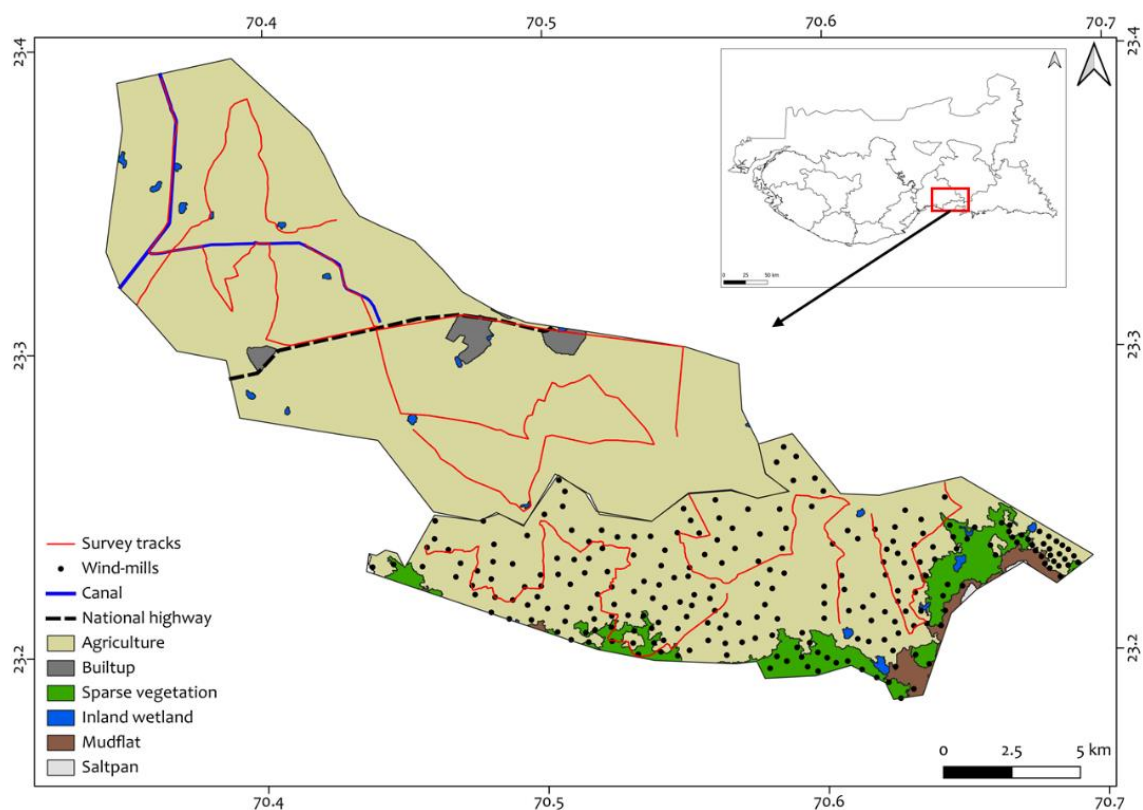 70.4 70.5 70.6 70.7
23.4 23.4
0 25 50 km
23.3 23.3
Survey tracks
Wind-mills
Canal
National highway
Agriculture
Builtup
23.2 23.2
Sparse vegetation
Inland wetland
Mudflat
Saltpan
0 2.5 5 km
70.4 70.5 70.6 70.7